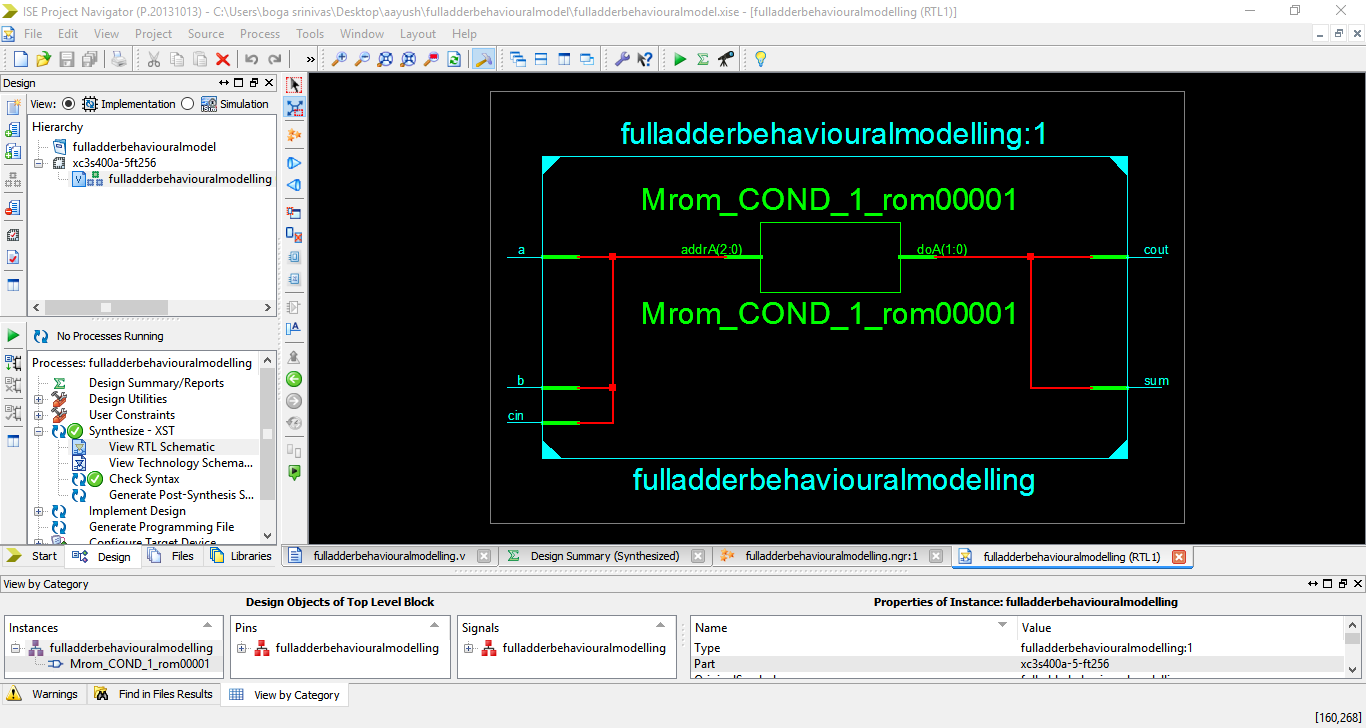 ISE Project Navigator (P.20131013) - C:\Users\boga srinivas\Desktop\aayush\fulladderbehaviouralmodel\fulladderbehaviouralmodel.xise - [fulladderbehaviouralmodelling (RTL1)]
File Edit View Project Source Process Tools Window Layout Help
Design
View: Implementation Simulation
Hierarchy
fulladderbehaviouralmodel
xc3s400a-5ft256
fulladderbehaviouralmodelling
No Processes Running
Processes: fulladderbehaviouralmodelling
Design Summary/Reports
Design Utilities
User Constraints
Synthesize - XST
View RTL Schematic
View Technology Schema...
Check Syntax
Generate Post-Synthesis S...
Implement Design
Generate Programming File
Configure Target Device
Start Design Files Libraries
fulladderbehaviouralmodelling:1
Mrom_COND_1_rom00001
a addrA(2:0) doA(1:0) cout
Mrom_COND_1_rom00001
b sum
cin
fulladderbehaviouralmodelling
fulladderbehaviouralmodelling.v Design Summary (Synthesized) fulladderbehaviouralmodelling.ngr:1 fulladderbehaviouralmodelling (RTL1)
View by Category
Design Objects of Top Level Block
Instances Pins Signals
fulladderbehaviouralmodelling fulladderbehaviouralmodelling fulladderbehaviouralmodelling
Mrom_COND_1_rom00001
Properties of Instance: fulladderbehaviouralmodelling
Name Value
Type fulladderbehaviouralmodelling:1
Part xc3s400a-5-ft256
Warnings Find in Files Results View by Category
[160,268]